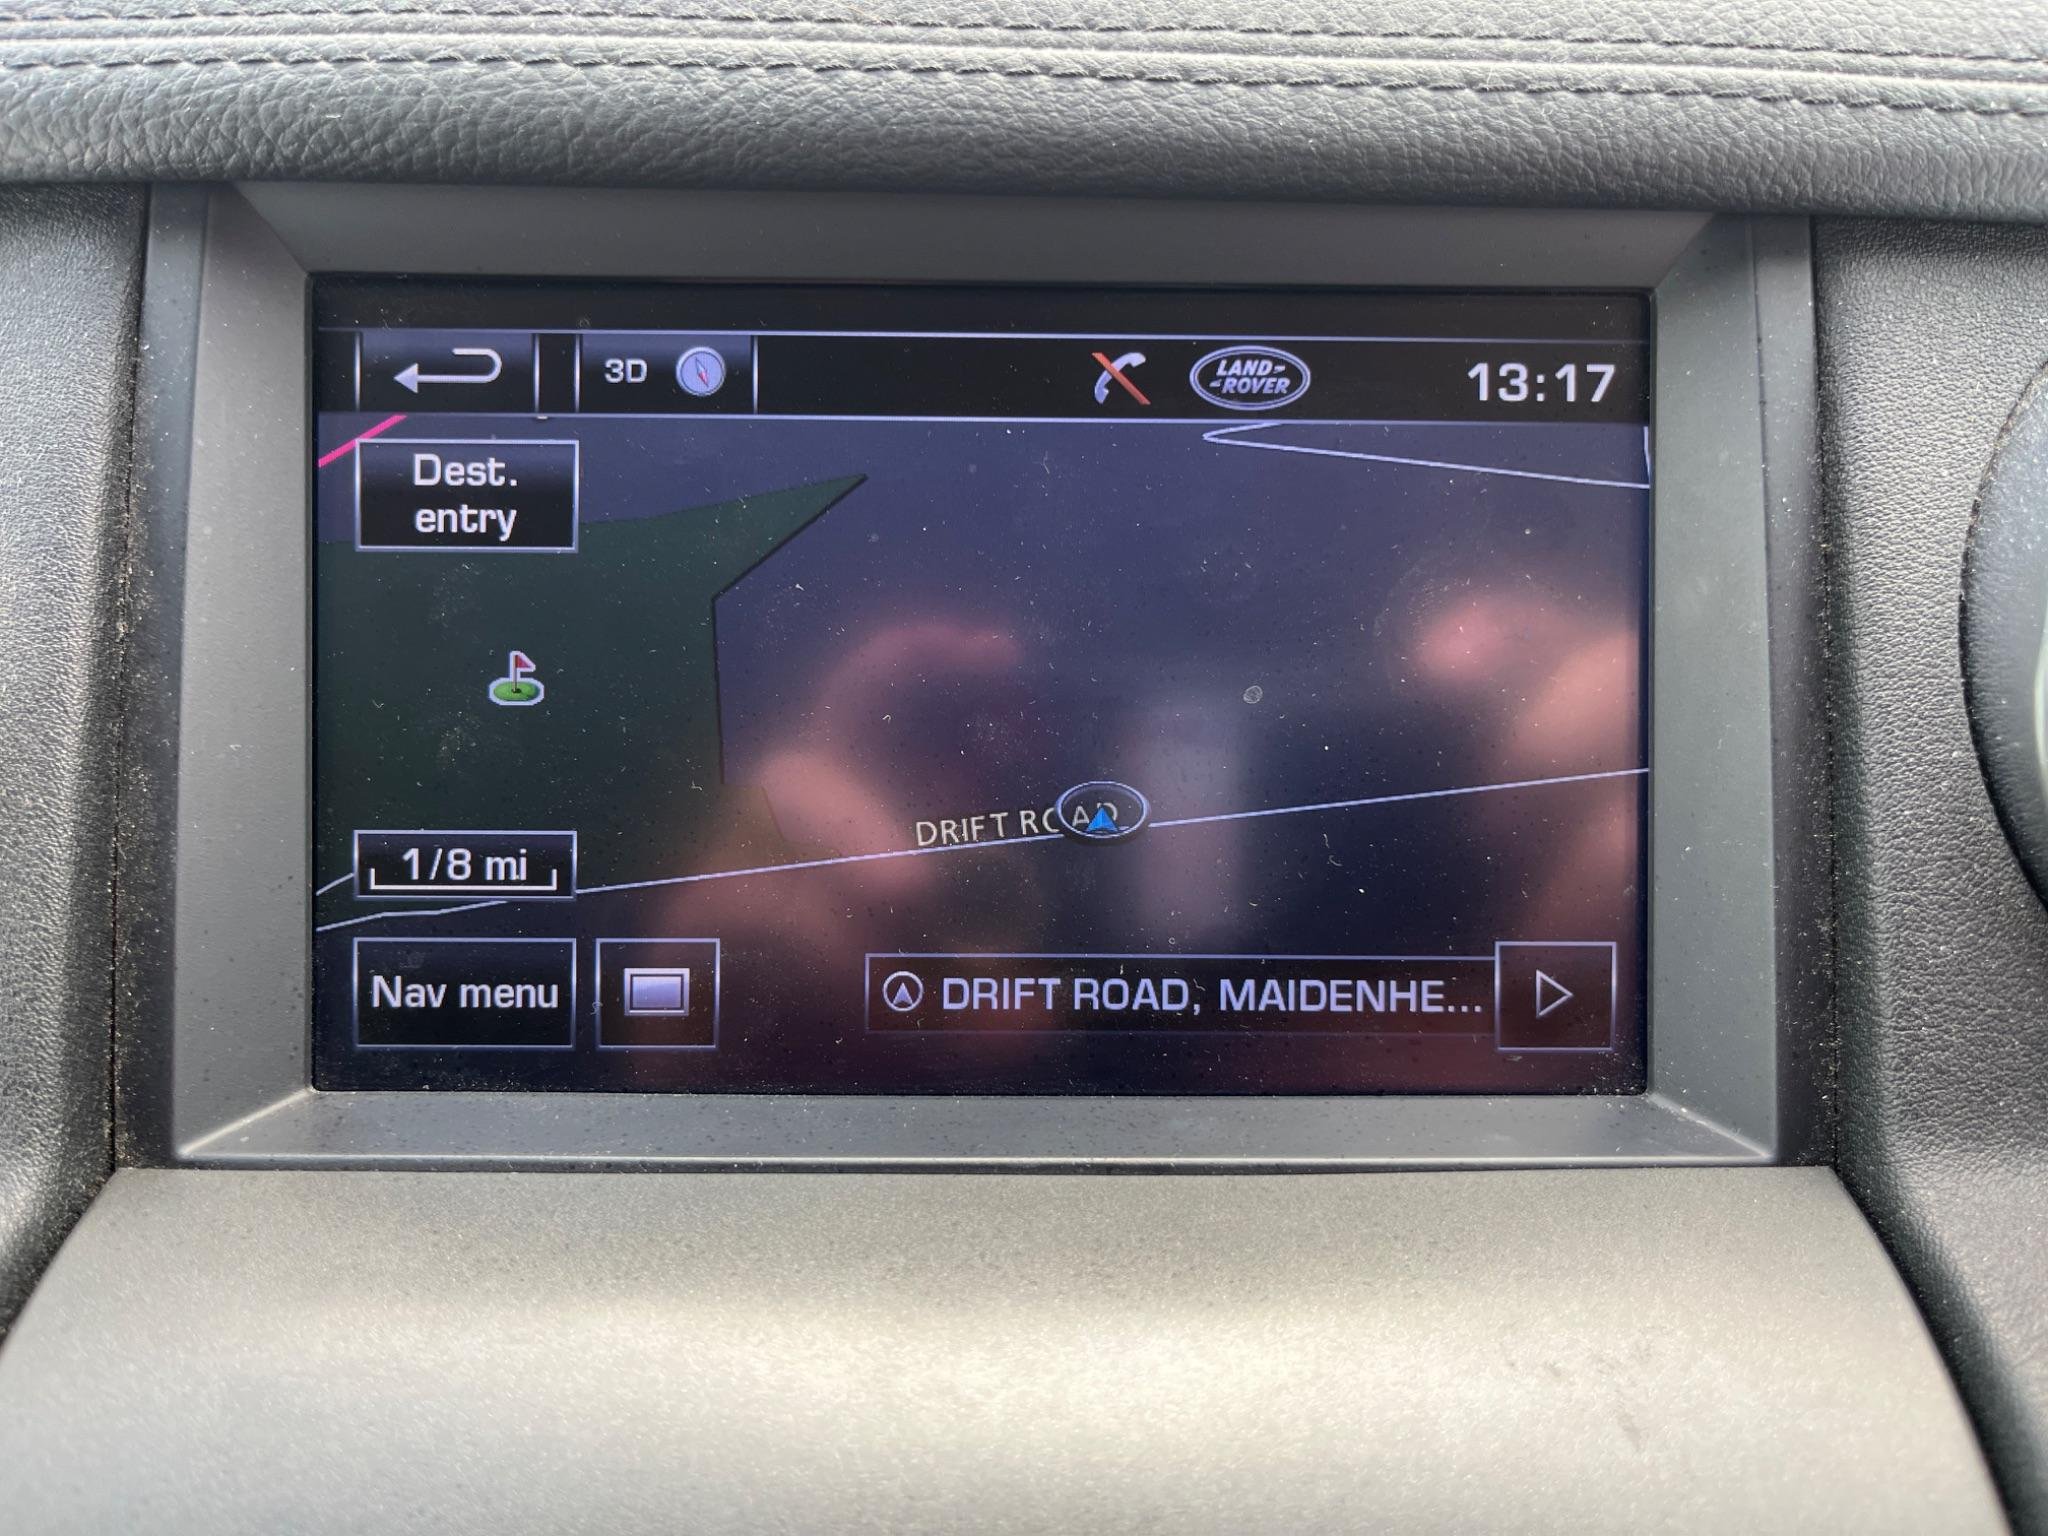 3D
LAND-
-ROVER
13:17
Dest.
entry
DRIFT ROAD
1/8 mi
Nav menu
DRIFT ROAD, MAIDENHE...